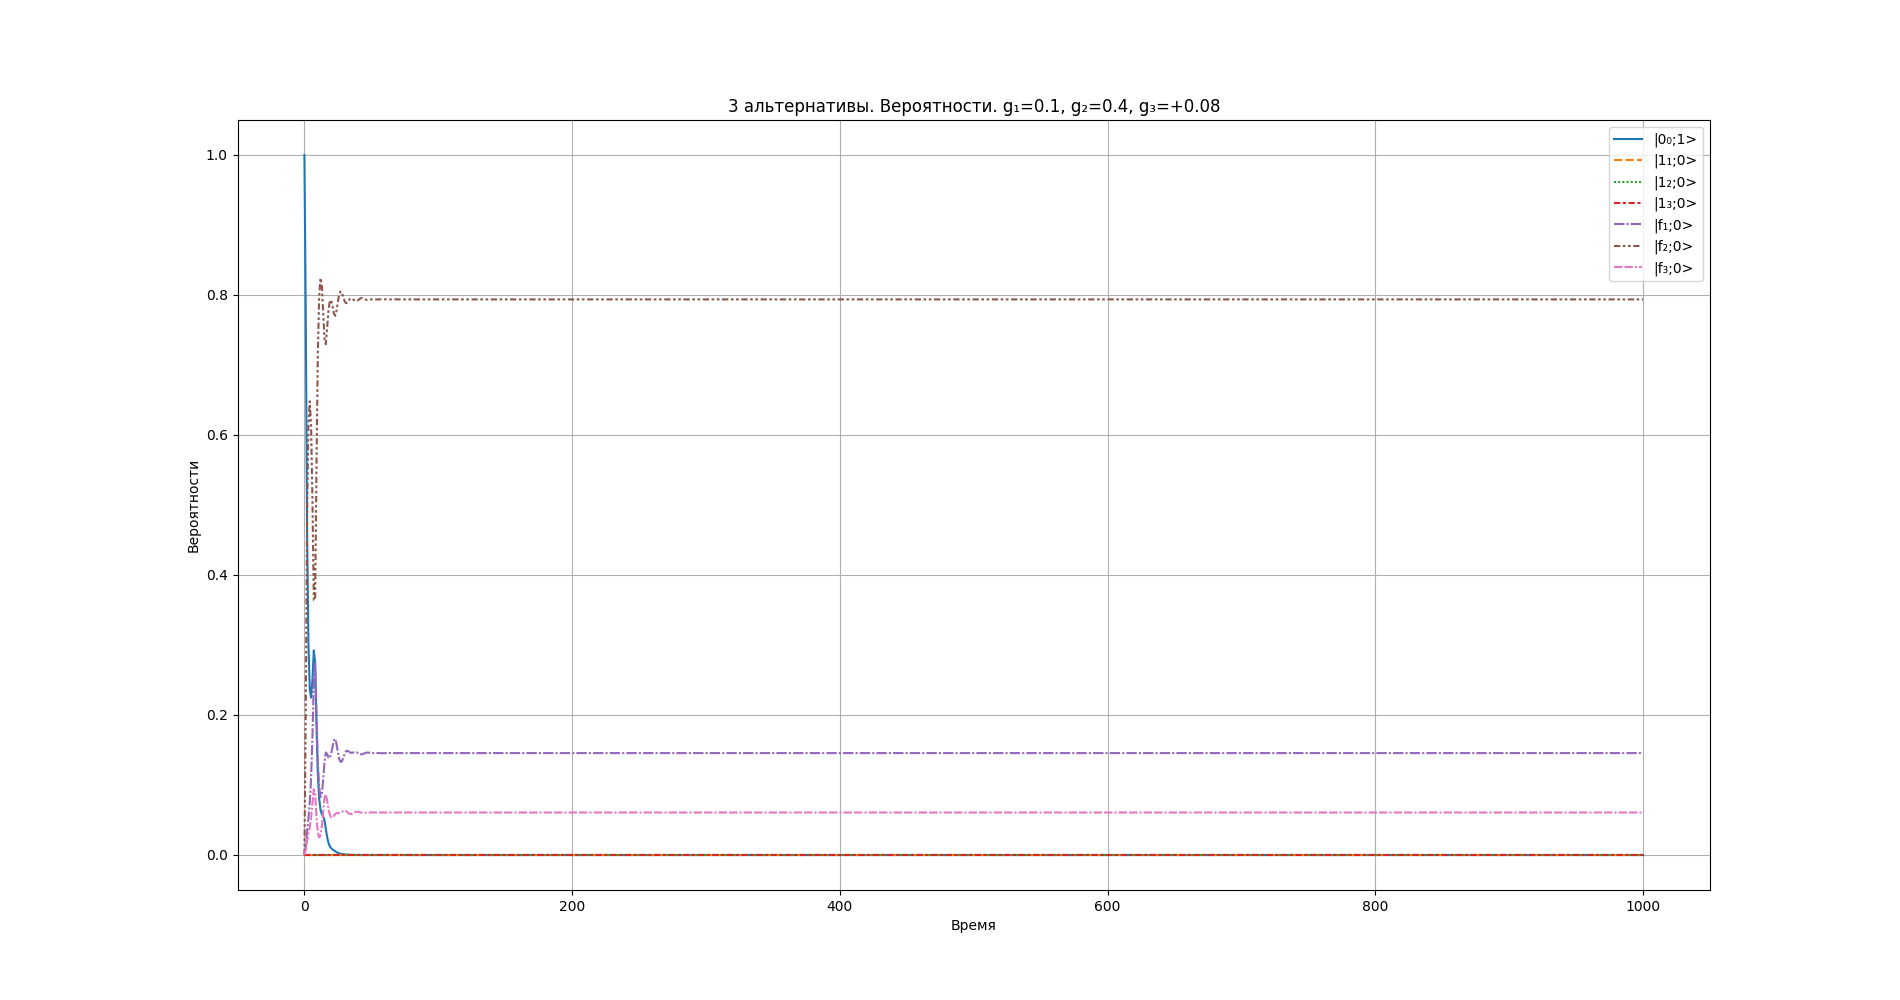 3 альтернативы. Вероятности. g₁=0.1, g₂=0.4, g₃=+0.08
|0₀;1>
|1₁;0>
|1₂;0>
|1₃;0>
|f₁;0>
|f₂;0>
|f₃;0>
1.0
0.8
0.6
0.4
0.2
0.0
Вероятности
0 200 400 600 800 1000
Время